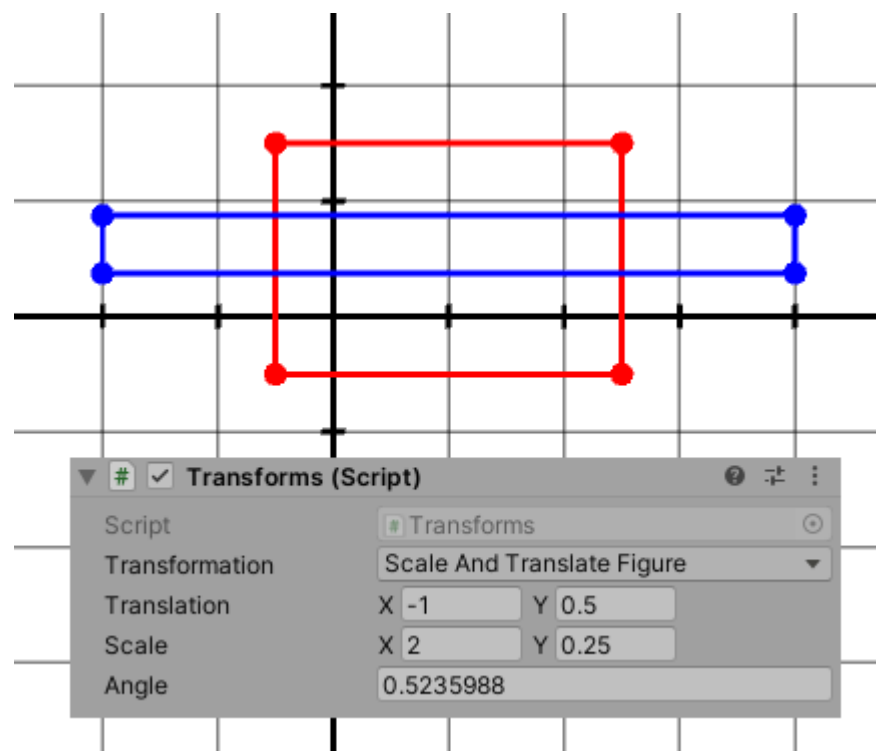 # Transforms (Script)
Script # Transforms
Transformation Scale And Translate Figure
Translation X -1 Y 0.5
Scale X 2 Y 0.25
Angle 0.5235988